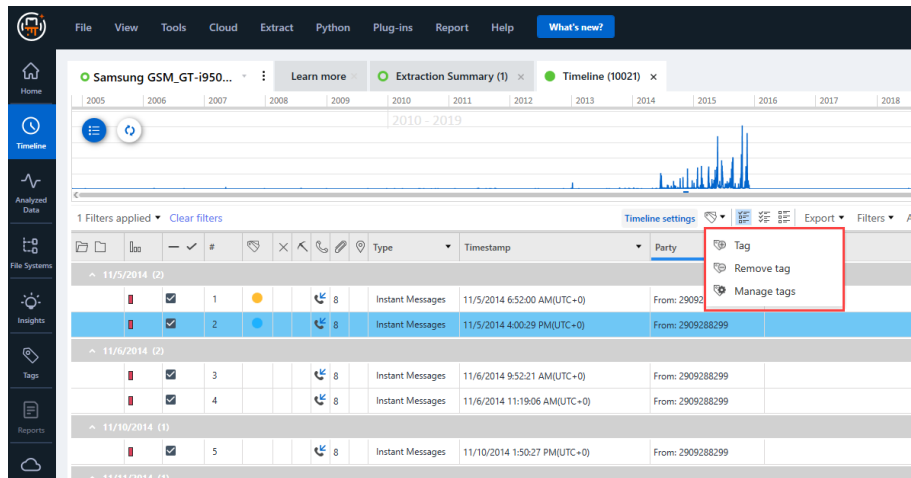 File View Tools Cloud Extract Python Plug-ins Report Help What's new?
Home
Samsung GSM_GT-i950... Learn more × Extraction Summary (1) × Timeline (10021) ×
2005 2006 2007 2008 2009 2010 2011 2012 2013 2014 2015 2016 2017 2018
2010 - 2019
Timeline
Analyzed
Data
1 Filters applied Clear filters Timeline settings Export Filters A
# Type Timestamp Party
Tag
Remove tag
Manage tags
File Systems
11/5/2014 (2)
1 8 Instant Messages 11/5/2014 6:52:00 AM(UTC+0) From: 29092
2 8 Instant Messages 11/5/2014 4:00:29 PM(UTC+0) From: 2909288299
Insights
11/6/2014 (2)
3 8 Instant Messages 11/6/2014 9:52:21 AM(UTC+0) From: 2909288299
Tags
4 8 Instant Messages 11/6/2014 11:19:06 AM(UTC+0) From: 2909288299
Reports
11/10/2014 (1)
5 8 Instant Messages 11/10/2014 1:50:27 PM(UTC+0) From: 2909288299